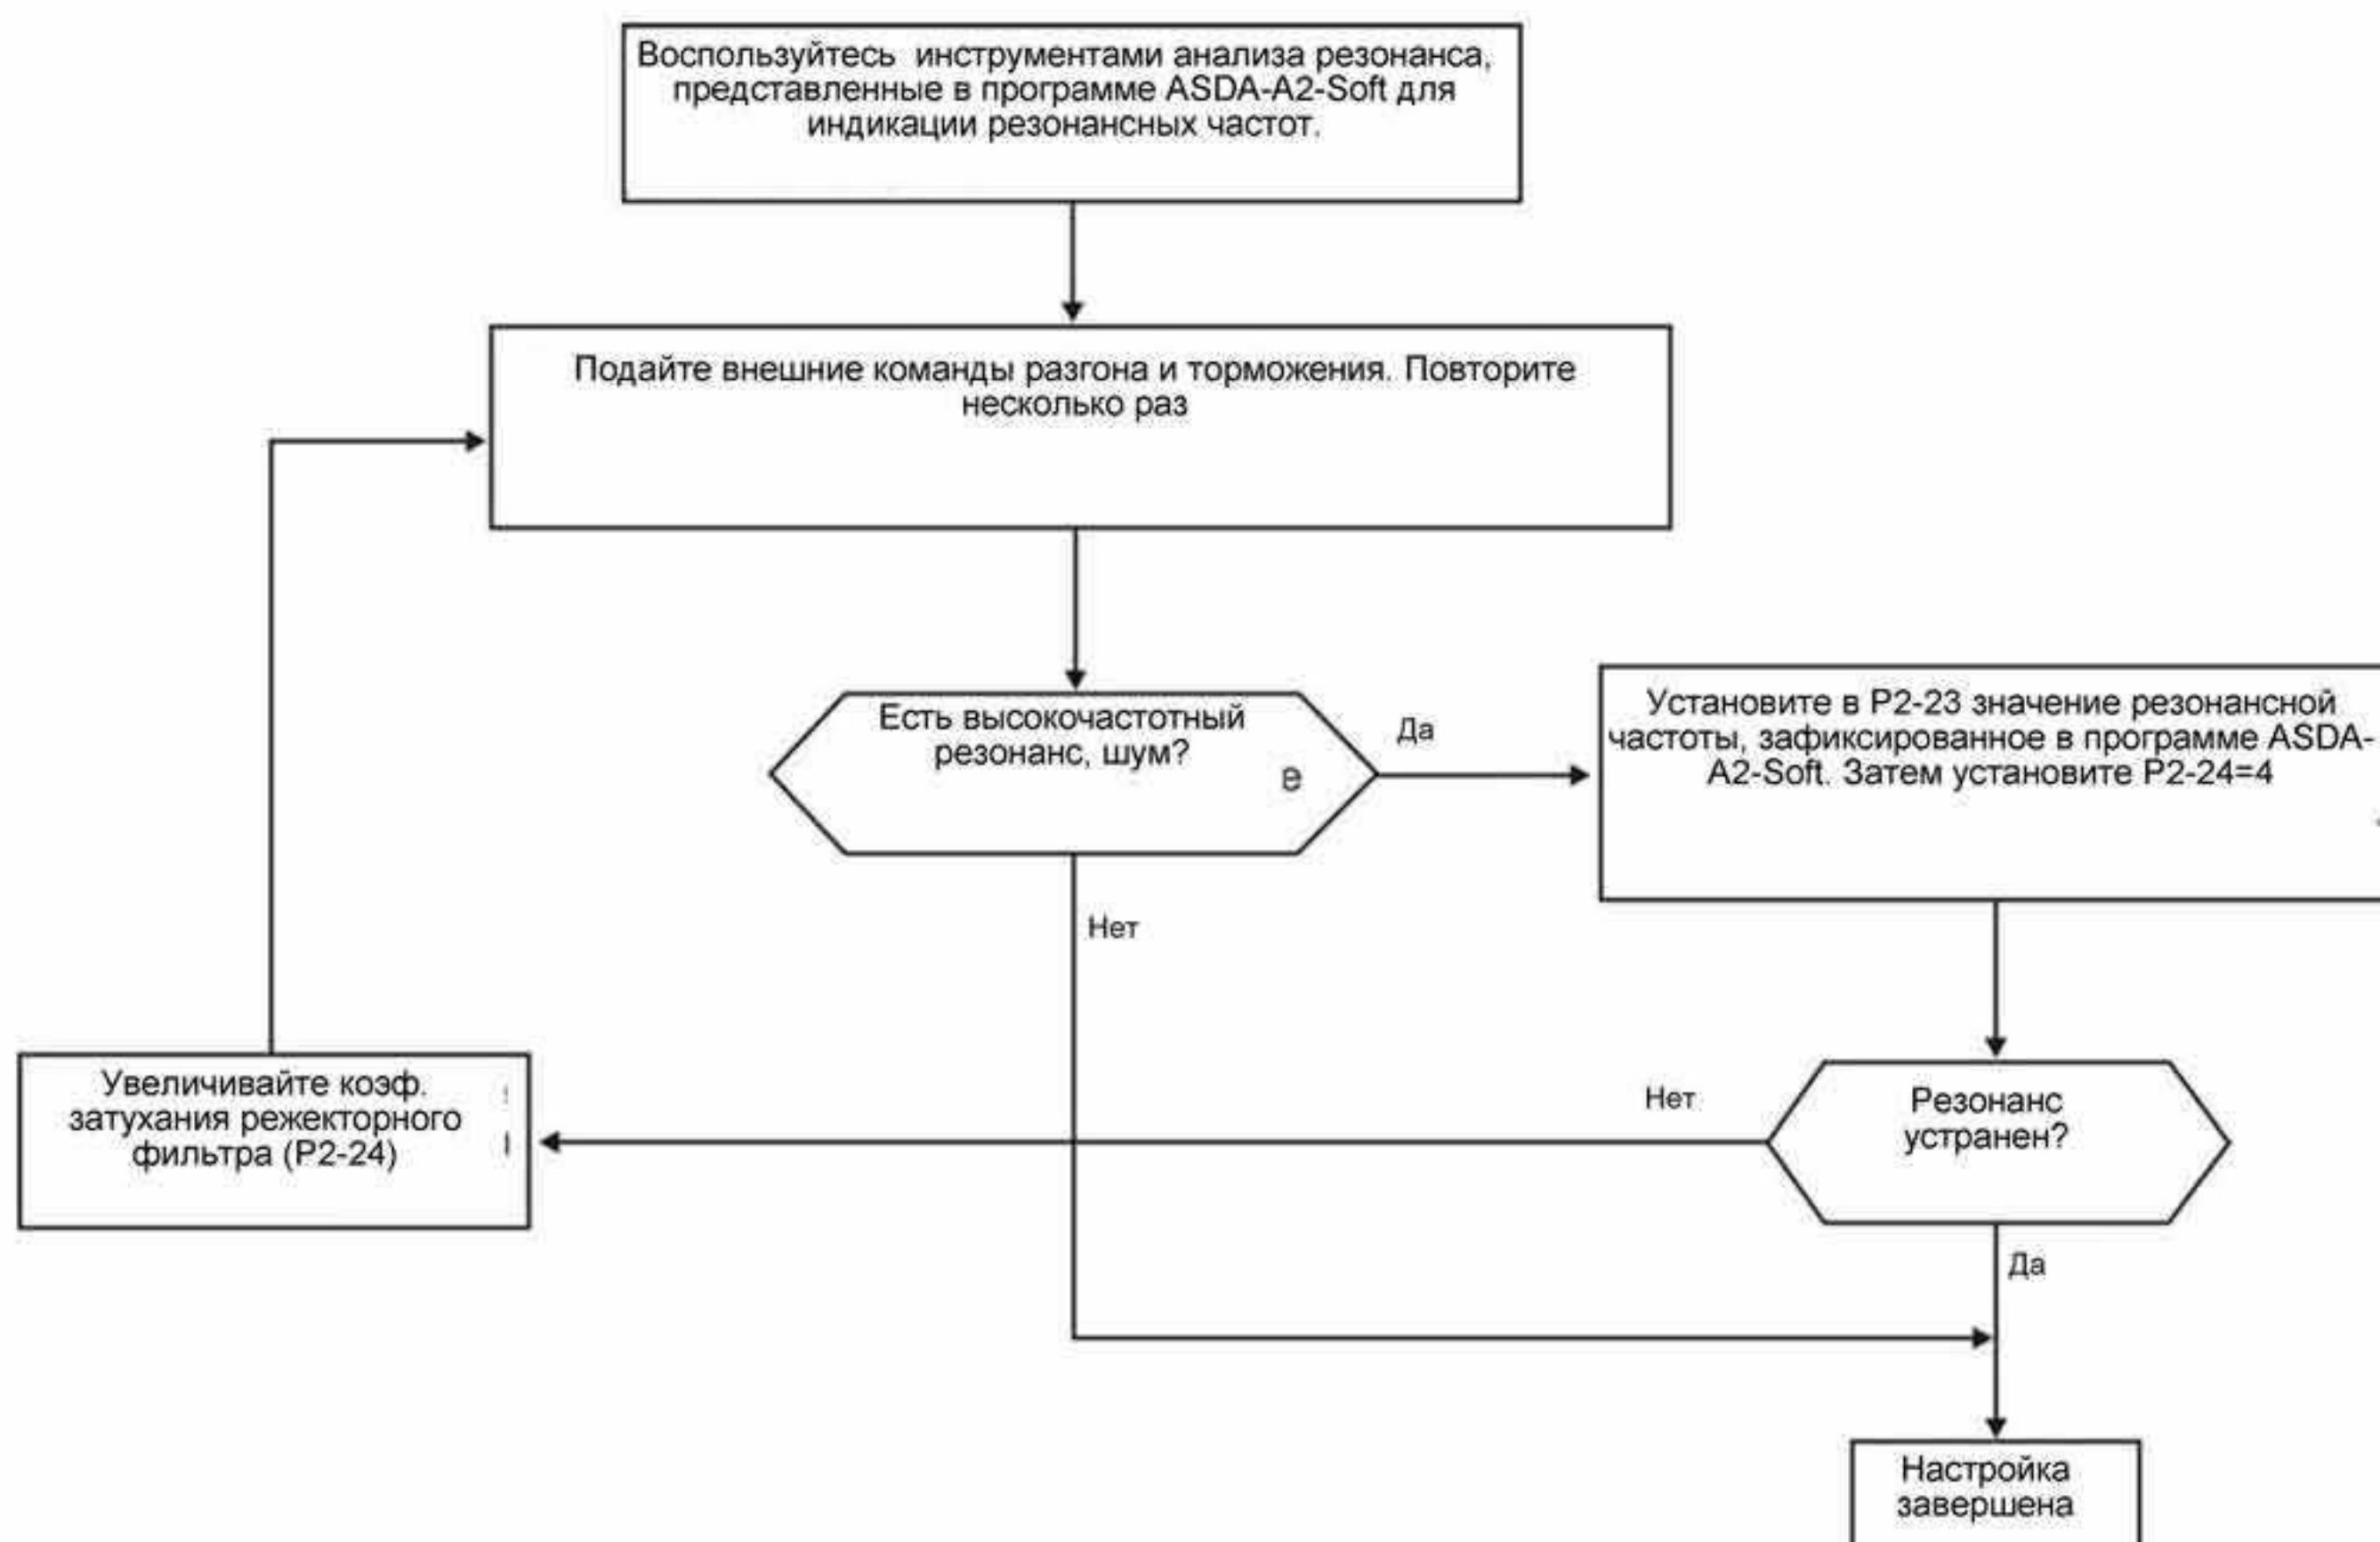 Воспользуйтесь инструментами анализа резонанса,
представленные в программе ASDA-A2-Soft для
индикации резонансных частот.
Подайте внешние команды разгона и торможения. Повторите
несколько раз
Есть высокочастотный
резонанс, шум?
e
Да
Установите в P2-23 значение резонансной
частоты, зафиксированное в программе ASDA-
A2-Soft. Затем установите P2-24=4
Нет
Увеличивайте коэф.
затухания режекторного
фильтра (P2-24)
Нет
Резонанс
устранен?
Да
Настройка
завершена